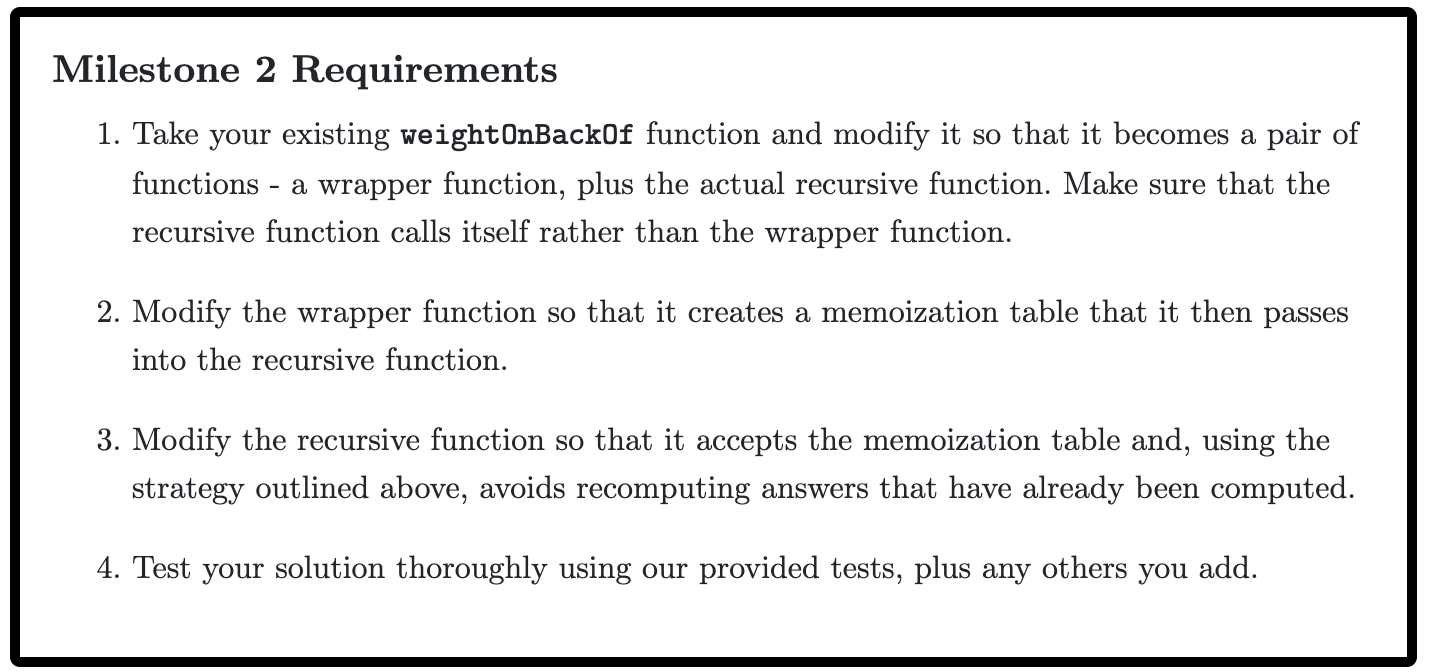 Milestone 2 Requirements
1. Take your existing weightOnBackOf function and modify it so that it becomes a pair of
functions - a wrapper function, plus the actual recursive function. Make sure that the
recursive function calls itself rather than the wrapper function.
2. Modify the wrapper function so that it creates a memoization table that it then passes
into the recursive function.
3. Modify the recursive function so that it accepts the memoization table and, using the
strategy outlined above, avoids recomputing answers that have already been computed.
4. Test your solution thoroughly using our provided tests, plus any others you add.